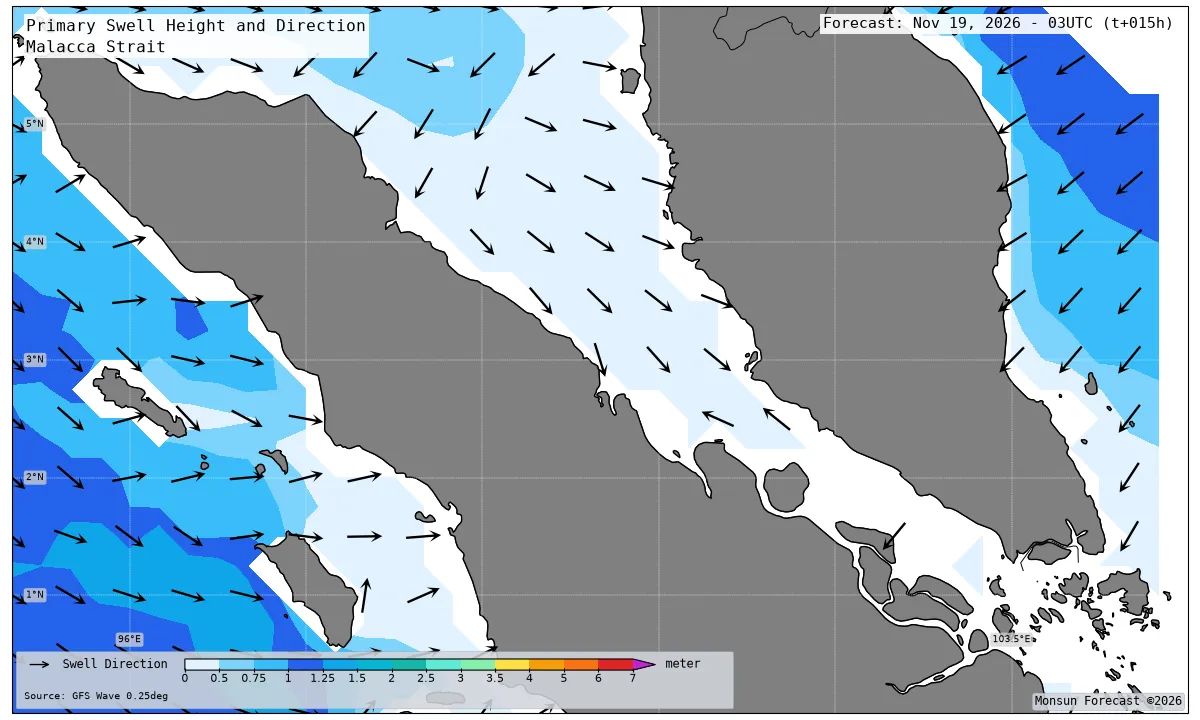 Primary Swell Height and Direction
Malacca Strait
Forecast: Nov 19, 2026 - 03UTC (t+015h)
5°N
4°N
3°N
2°N
1°N
96°E
103.5°E
Swell Direction
meter
0 0.5 0.75 1 1.25 1.5 2 2.5 3 3.5 4 5 6 7
Source: GFS Wave 0.25deg
Monsun Forecast ©2026